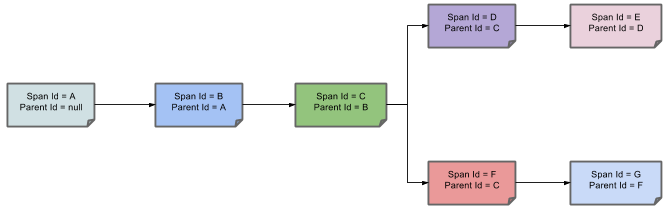 Span Id = A
Parent Id = null
Span Id = B
Parent Id = A
Span Id = C
Parent Id = B
Span Id = D
Parent Id = C
Span Id = E
Parent Id = D
Span Id = F
Parent Id = C
Span Id = G
Parent Id = F